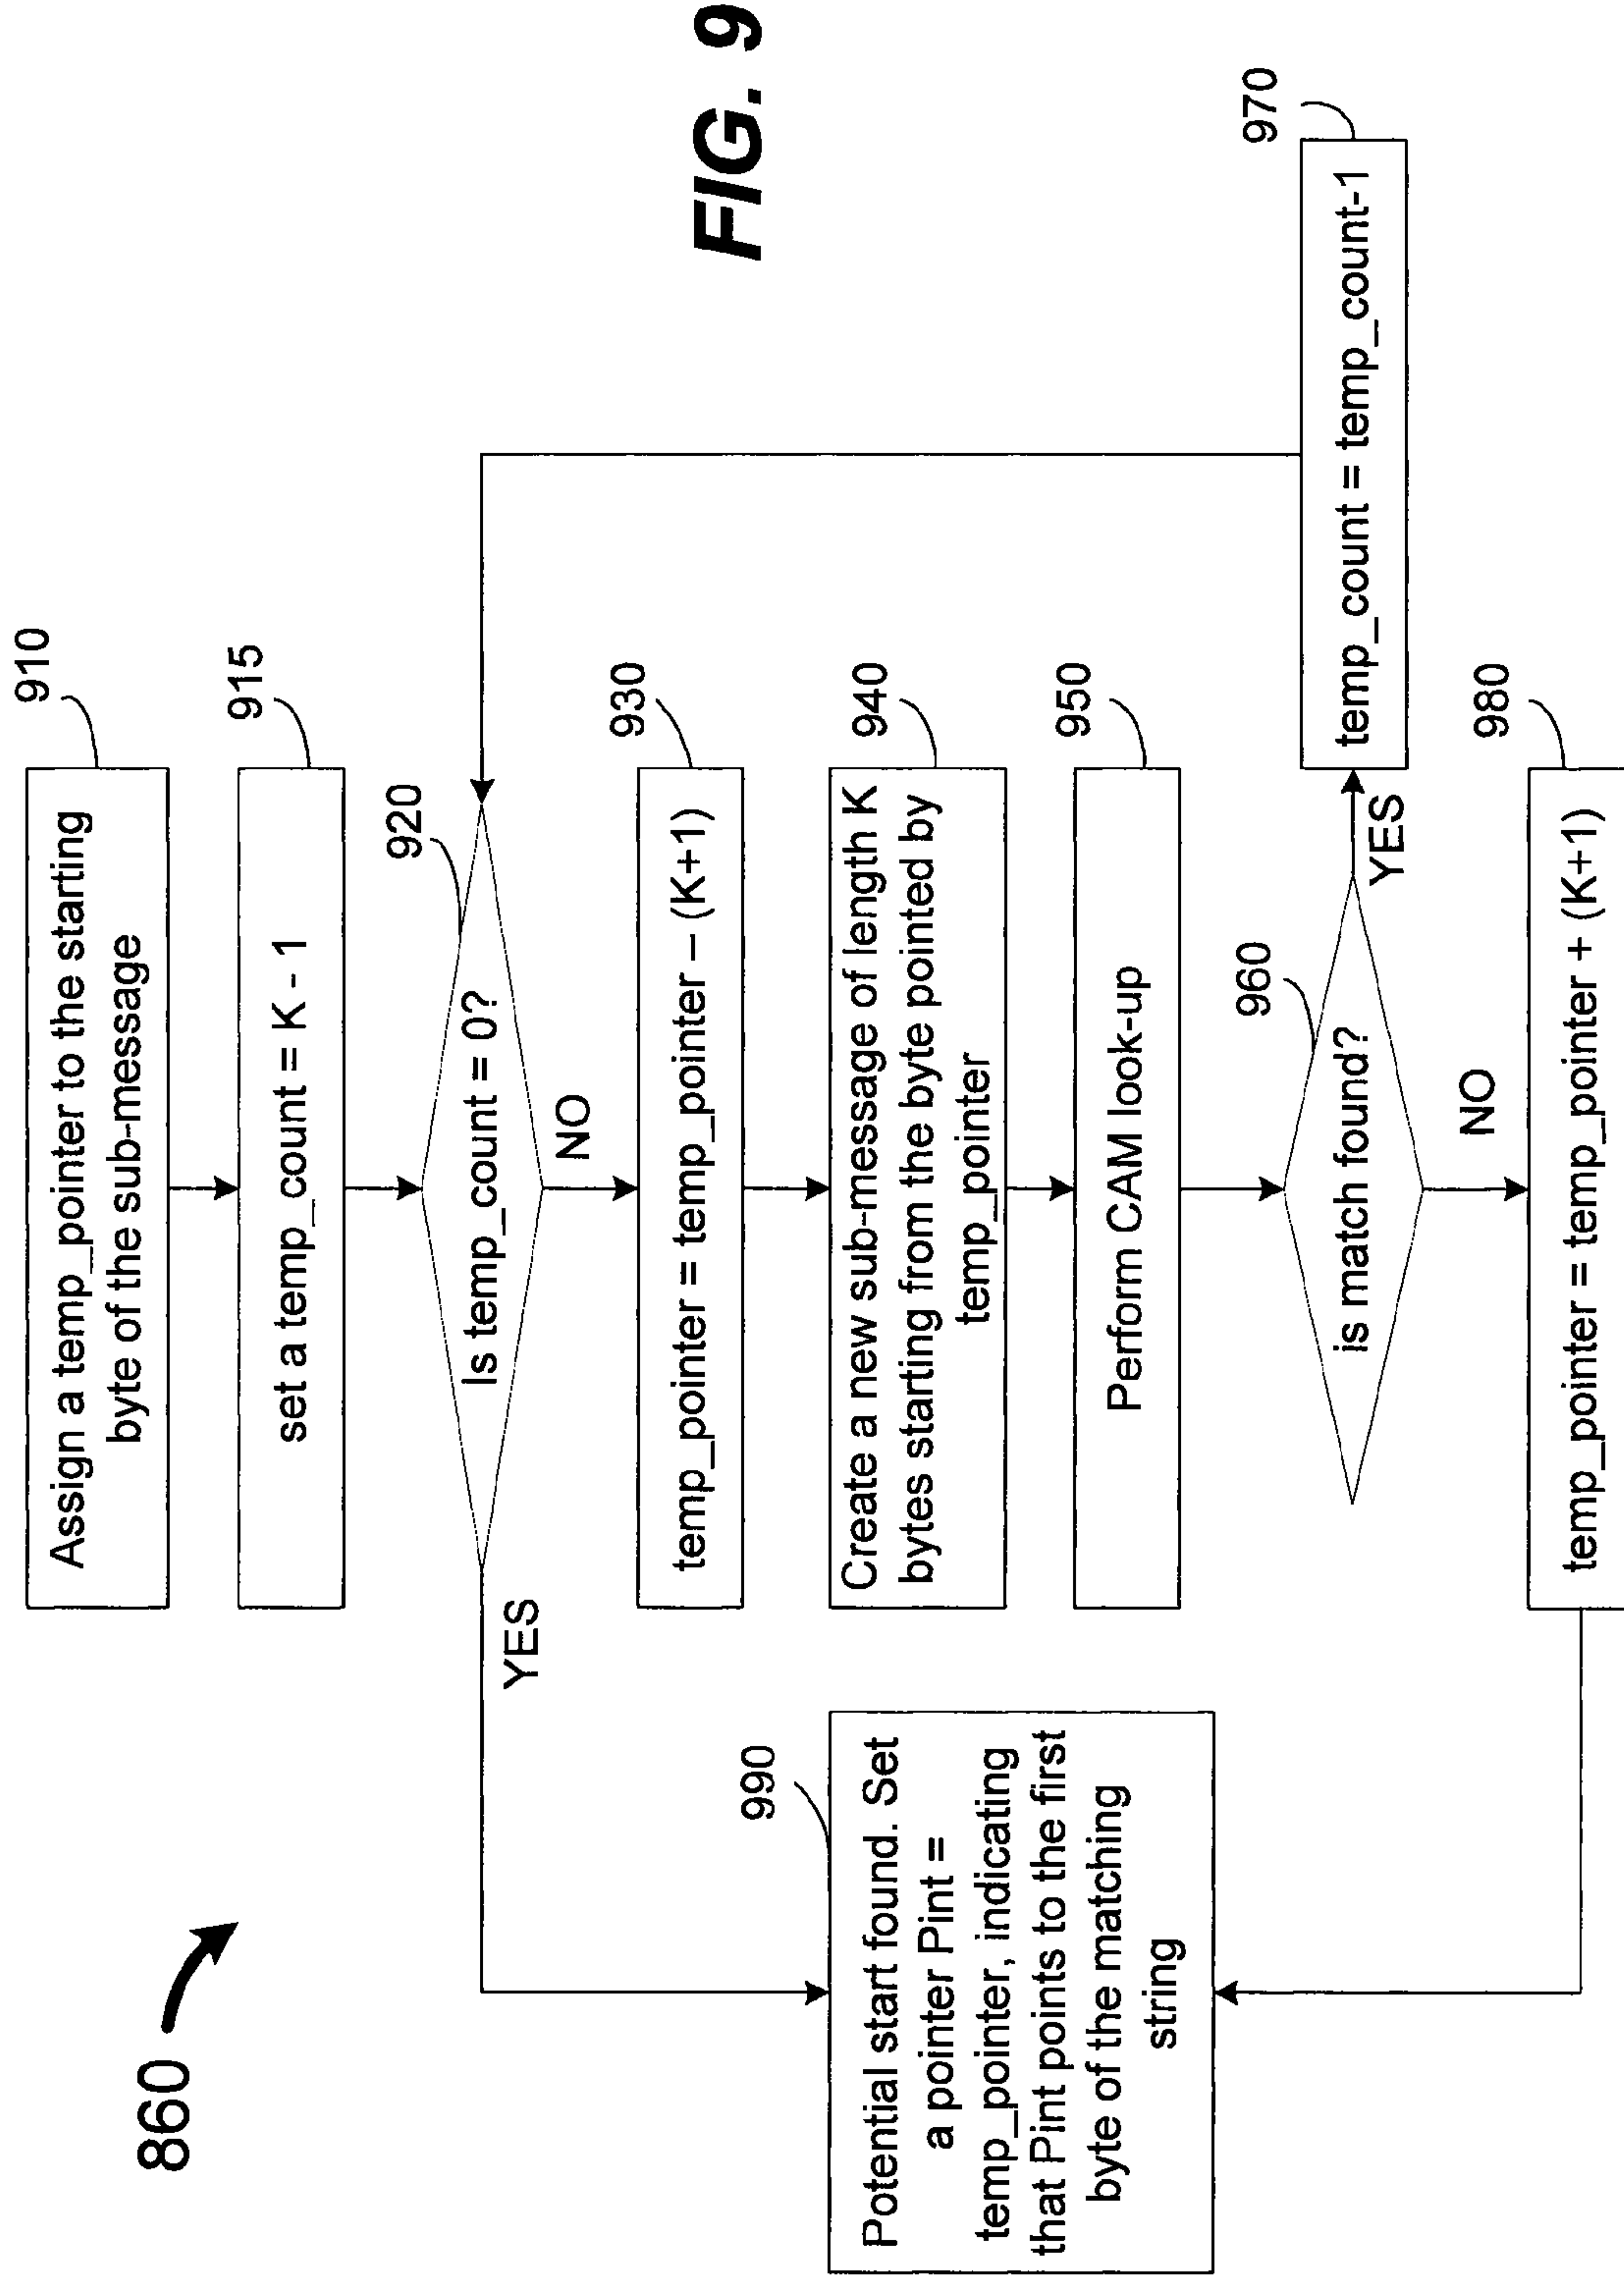 860
910
Assign a temp_pointer to the starting
byte of the sub-message
915
set a temp_count = K - 1
920
Is temp_count = 0?
YES
NO
930
temp_pointer = temp_pointer – (K+1)
940
Create a new sub-message of length K
bytes starting from the byte pointed by
temp_pointer
950
Perform CAM look-up
960
is match found?
YES
NO
970
temp_count = temp_count-1
980
temp_pointer = temp_pointer + (K+1)
990
Potential start found. Set
a pointer Pint =
temp_pointer, indicating
that Pint points to the first
byte of the matching
string
FIG. 9